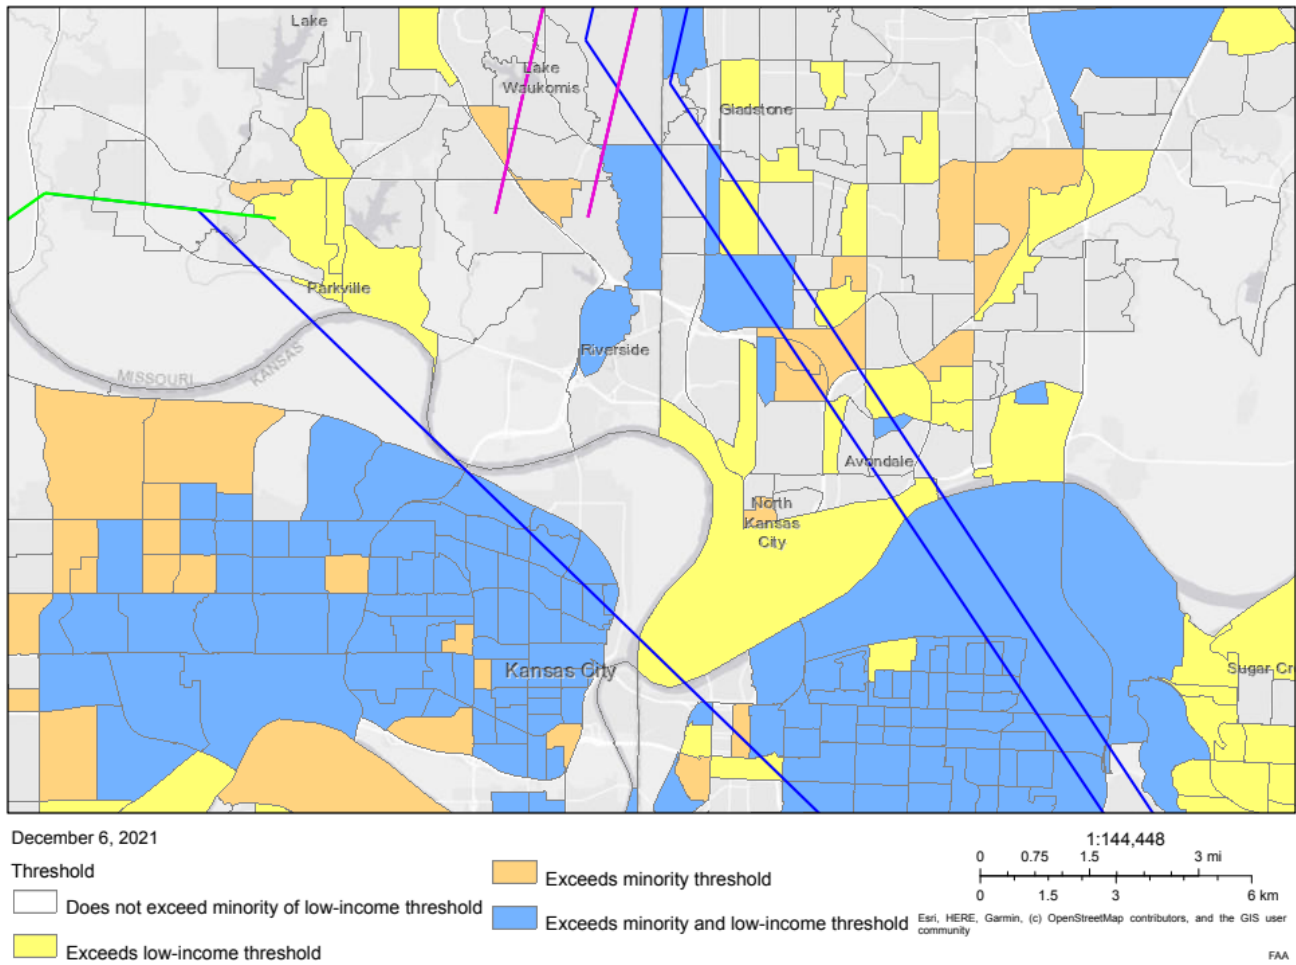 Lake
Lake
Waukomis
Gladstone
Parkville
Riverside
MISSOURI
KANSAS
Avondale
North
Kansas
City
Kansas City
Sugar Cr
December 6, 2021
Threshold
Does not exceed minority of low-income threshold
Exceeds low-income threshold
Exceeds minority threshold
Exceeds minority and low-income threshold
1:144,448
0 0.75 1.5 3 mi
0 1.5 3 6 km
Esri, HERE, Garmin, (c) OpenStreetMap contributors, and the GIS user
community
FAA